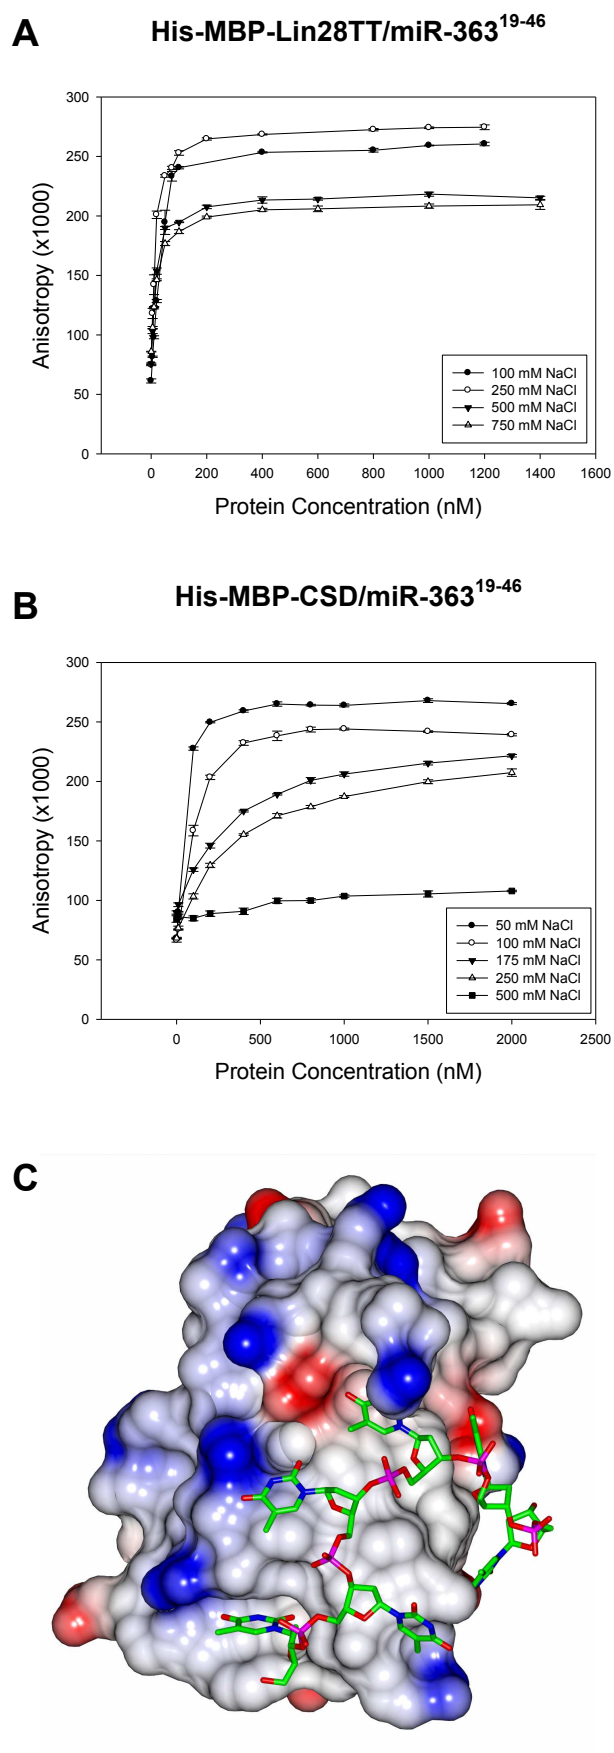 A
His-MBP-Lin28TT/miR-363^19-46
300
250
200
150
100
50
0
Anisotropy (x1000)
100 mM NaCl
250 mM NaCl
500 mM NaCl
750 mM NaCl
0 200 400 600 800 1000 1200 1400 1600
Protein Concentration (nM)
B
His-MBP-CSD/miR-363^19-46
300
250
200
150
100
50
0
Anisotropy (x1000)
50 mM NaCl
100 mM NaCl
175 mM NaCl
250 mM NaCl
500 mM NaCl
0 500 1000 1500 2000 2500
Protein Concentration (nM)
C